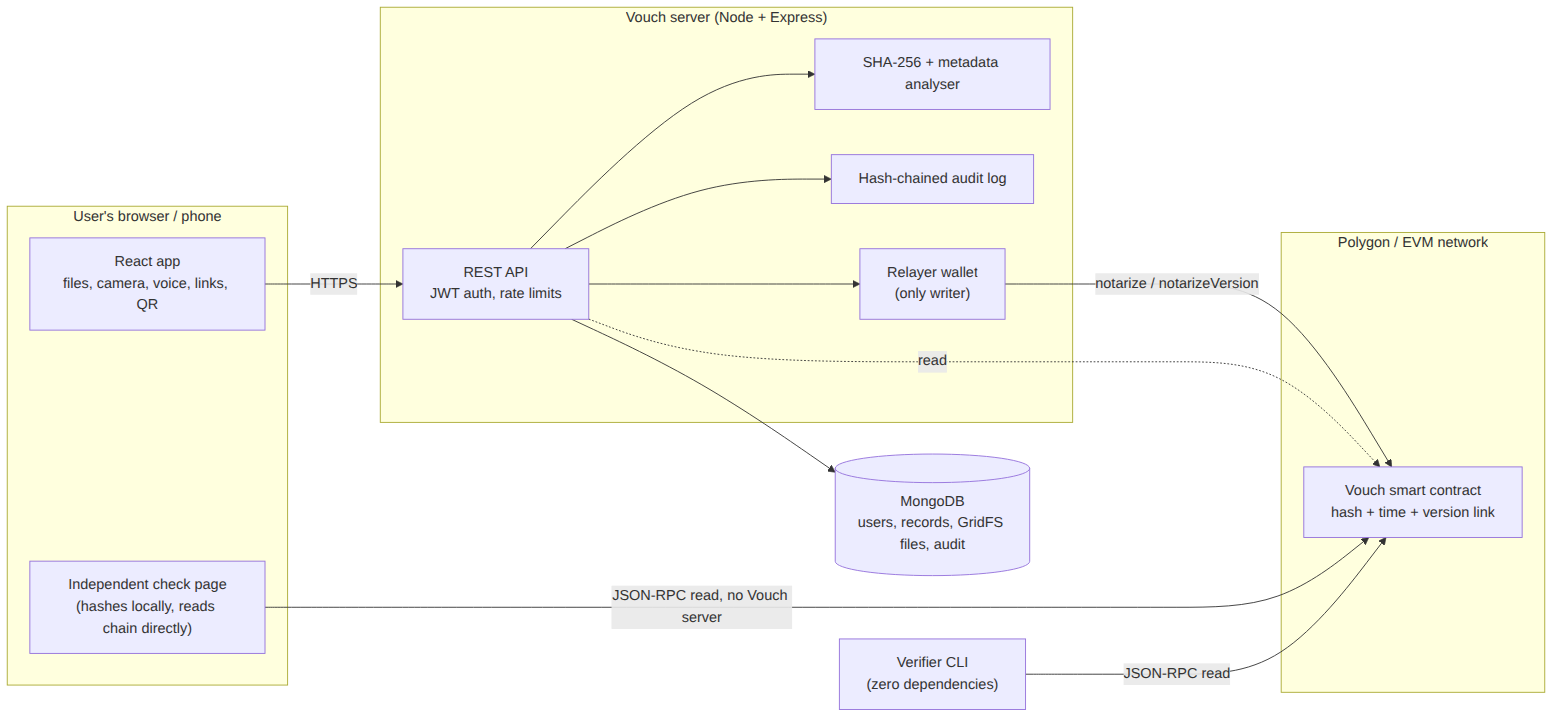 Vouch server (Node + Express)
SHA-256 + metadata
analyser
Hash-chained audit log
User's browser / phone
React app
files, camera, voice, links,
QR
HTTPS
REST API
JWT auth, rate limits
Relayer wallet
(only writer)
notarize / notarizeVersion
Polygon / EVM network
read
MongoDB
users, records, GridFS
files, audit
Vouch smart contract
hash + time + version link
Independent check page
(hashes locally, reads
chain directly)
JSON-RPC read, no Vouch
server
Verifier CLI
(zero dependencies)
JSON-RPC read